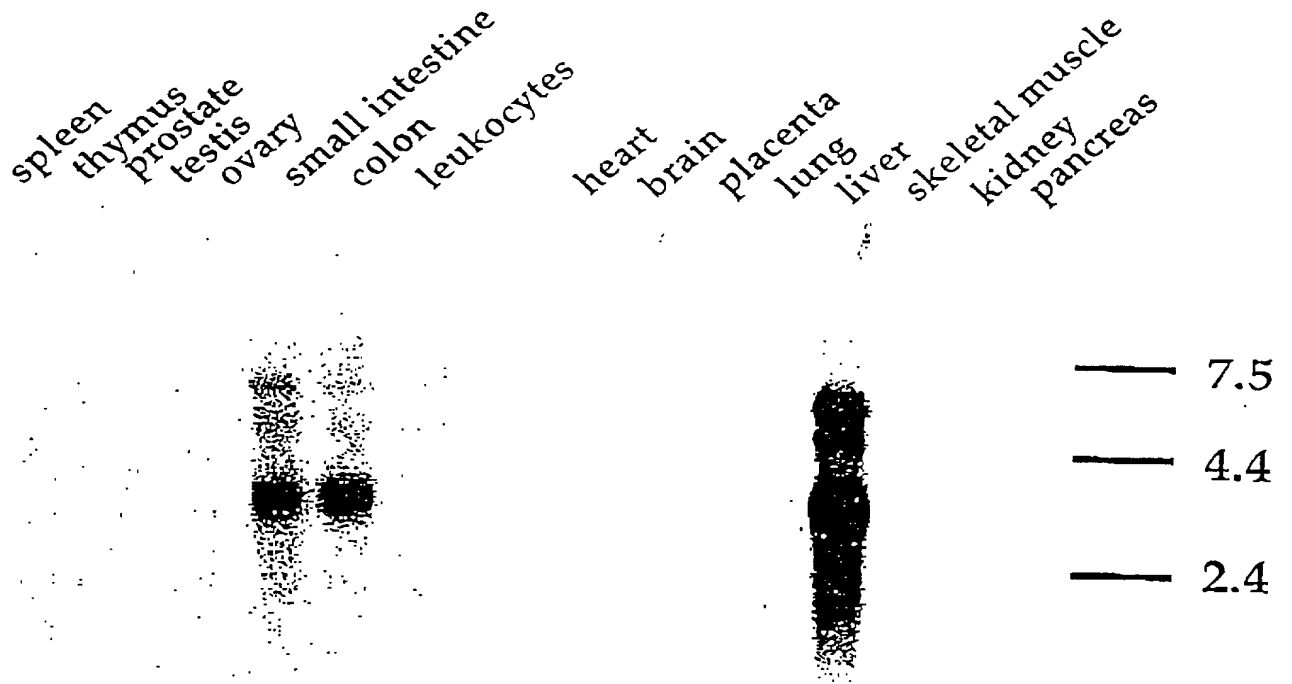 spleen
thymus
prostate
testis
ovary
small intestine
colon
leukocytes
heart
brain
placenta
lung
liver
skeletal muscle
kidney
pancreas
7.5
4.4
2.4